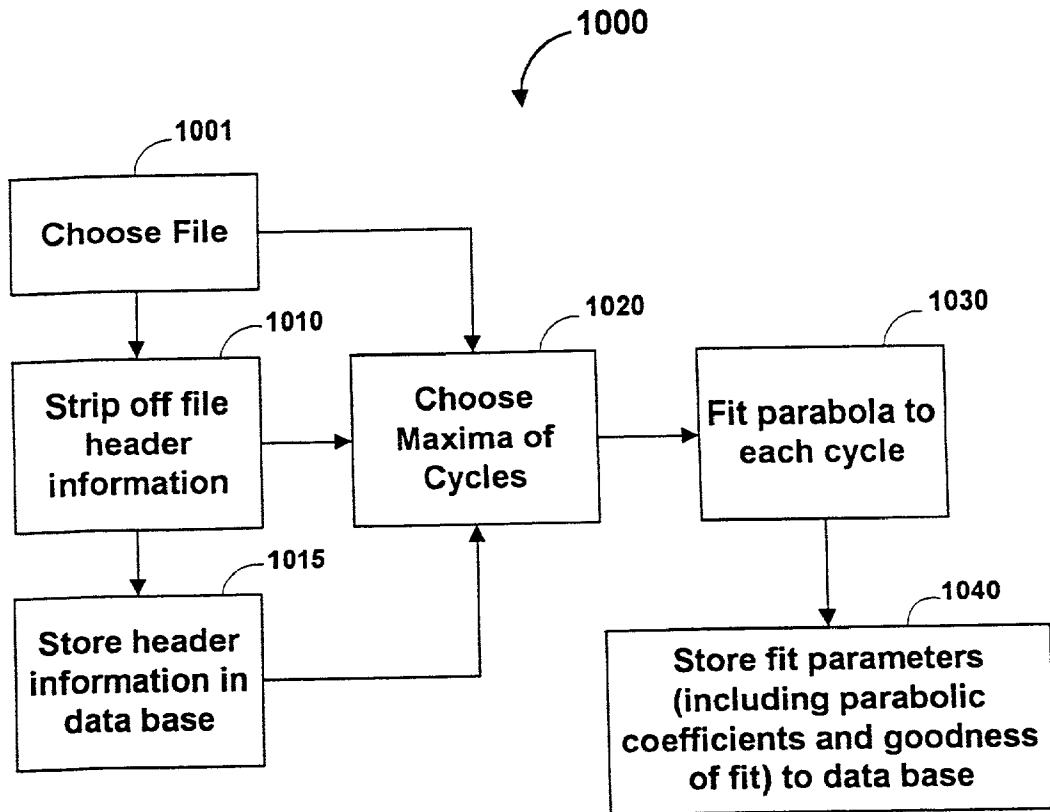 1000
1001
Choose File
1010
Strip off file
header
information
1015
Store header
information in
data base
1020
Choose
Maxima of
Cycles
1030
Fit parabola to
each cycle
1040
Store fit parameters
(including parabolic
coefficients and goodness
of fit) to data base